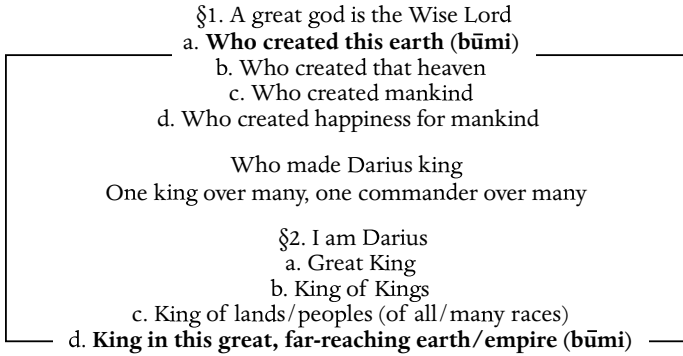 §1. A great god is the Wise Lord
a. Who created this earth (būmi)
b. Who created that heaven
c. Who created mankind
d. Who created happiness for mankind
Who made Darius king
One king over many, one commander over many
§2. I am Darius
a. Great King
b. King of Kings
c. King of lands/peoples (of all/many races)
d. King in this great, far-reaching earth/empire (būmi)